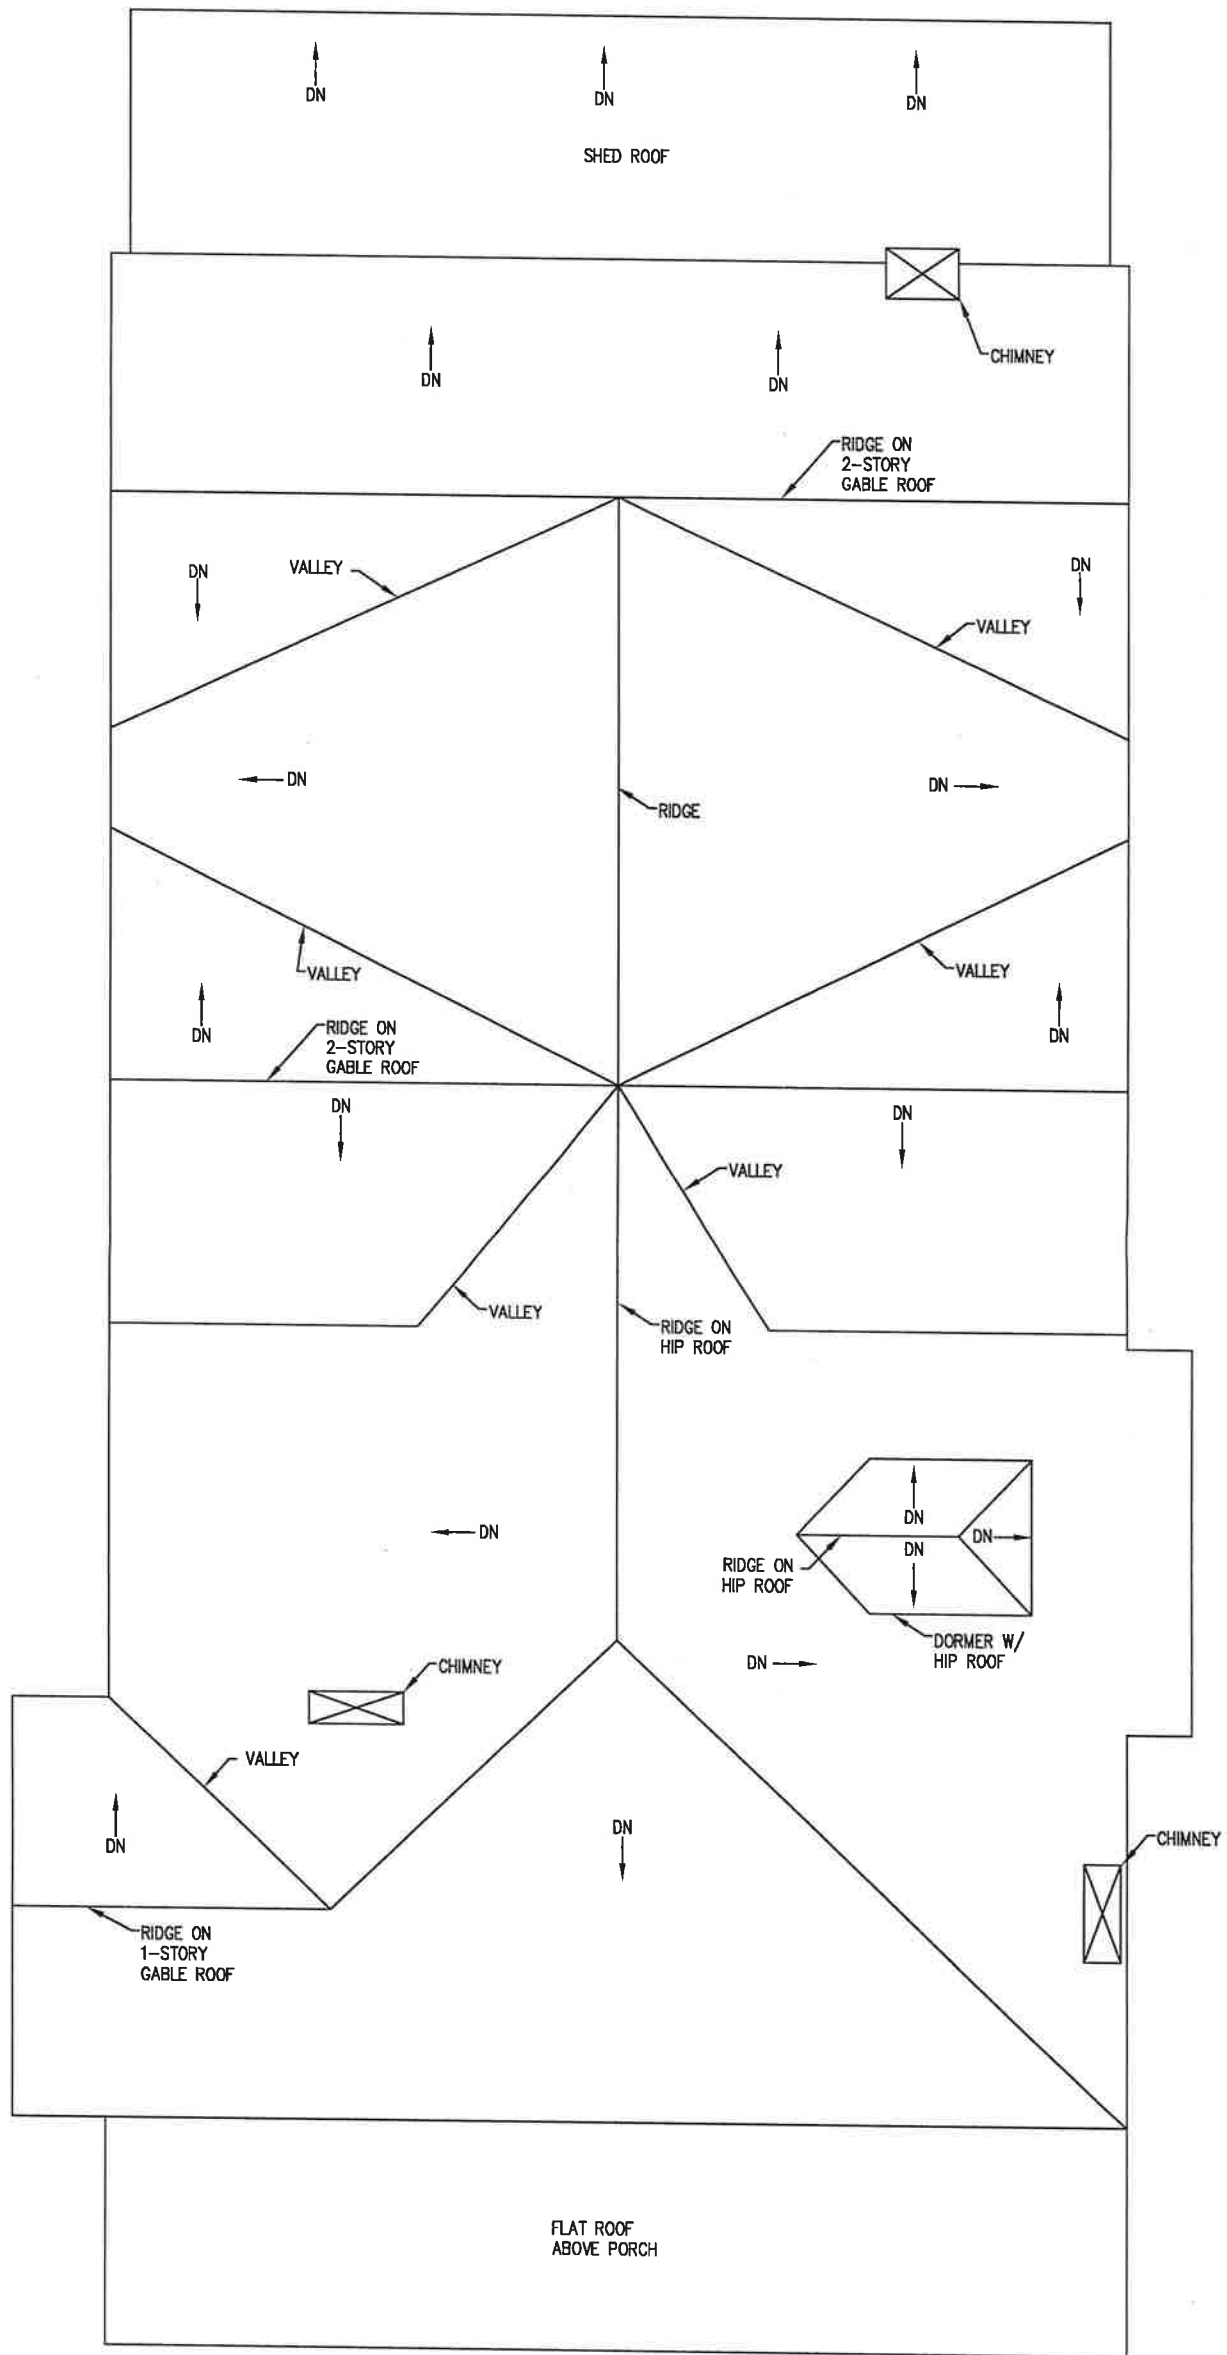 DN
DN
DN
SHED ROOF
CHIMNEY
DN
DN
RIDGE ON
2-STORY
GABLE ROOF
DN
VALLEY
DN
VALLEY
DN
DN
RIDGE
VALLEY
VALLEY
DN
RIDGE ON
2-STORY
GABLE ROOF
DN
DN
DN
VALLEY
VALLEY
RIDGE ON
HIP ROOF
DN
DN
DN
DN
RIDGE ON
HIP ROOF
DORMER W/
HIP ROOF
DN
CHIMNEY
VALLEY
DN
DN
CHIMNEY
RIDGE ON
1-STORY
GABLE ROOF
FLAT ROOF
ABOVE PORCH